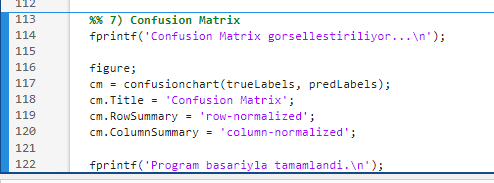 112
113 %% 7) Confusion Matrix
114 fprintf('Confusion Matrix gorsellestiriliyor...\n');
115
116 figure;
117 cm = confusionchart(trueLabels, predLabels);
118 cm.Title = 'Confusion Matrix';
119 cm.RowSummary = 'row-normalized';
120 cm.ColumnSummary = 'column-normalized';
121
122 fprintf('Program basariyla tamamlandi.\n');